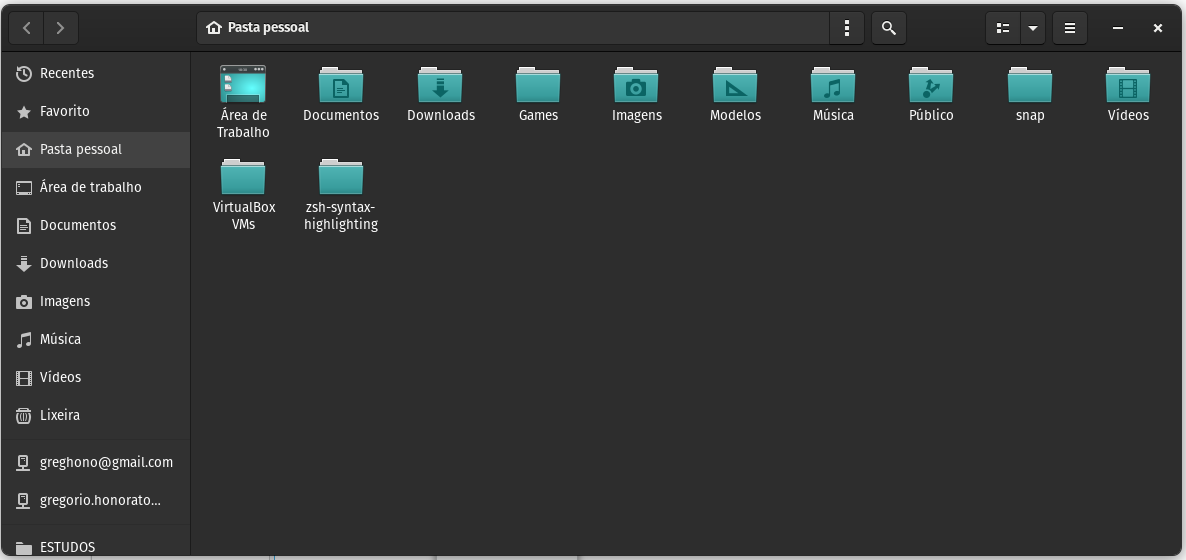 Pasta pessoal
Recentes
Favorito
Pasta pessoal
Área de trabalho
Documentos
Downloads
Imagens
Música
Vídeos
Lixeira
greghono@gmail.com
gregorio.honorato...
ESTUDOS
Área de
Trabalho
Documentos
Downloads
Games
Imagens
Modelos
Música
Público
snap
Vídeos
VirtualBox
VMs
zsh-syntax-
highlighting